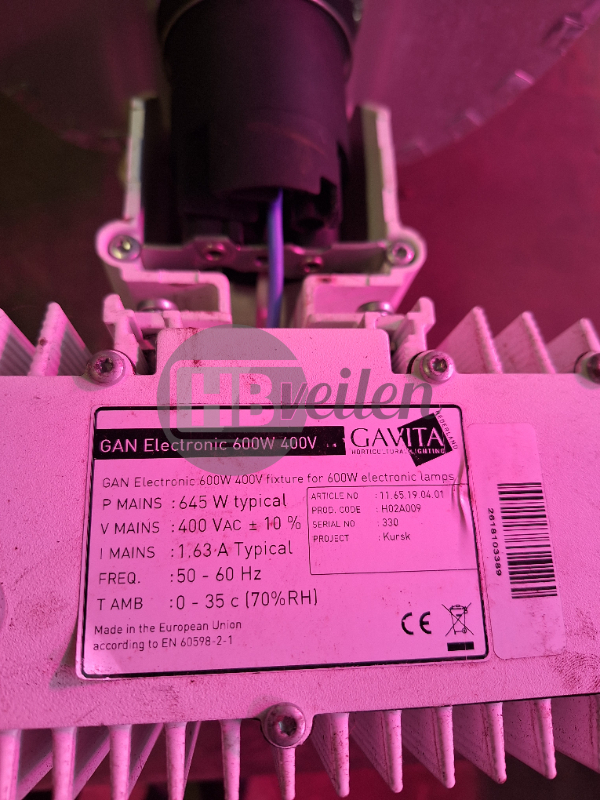 HBveilen
GAN Electronic 600W 400V
GAVITA
NEDERLAND
HORTICULTURAL LIGHTING
GAN Electronic 600W 400V fixture for 600W electronic lamps
P MAINS : 645 W typical
V MAINS : 400 VAC ± 10 %
I MAINS : 1.63 A Typical
FREQ. : 50 - 60 Hz
T AMB : 0 - 35 c (70%RH)
ARTICLE NO : 11.65.19.04.01
PROD. CODE : H02A009
SERIAL NO : 330
PROJECT : Kursk
Made in the European Union
according to EN 60598-2-1
CE
2618103389